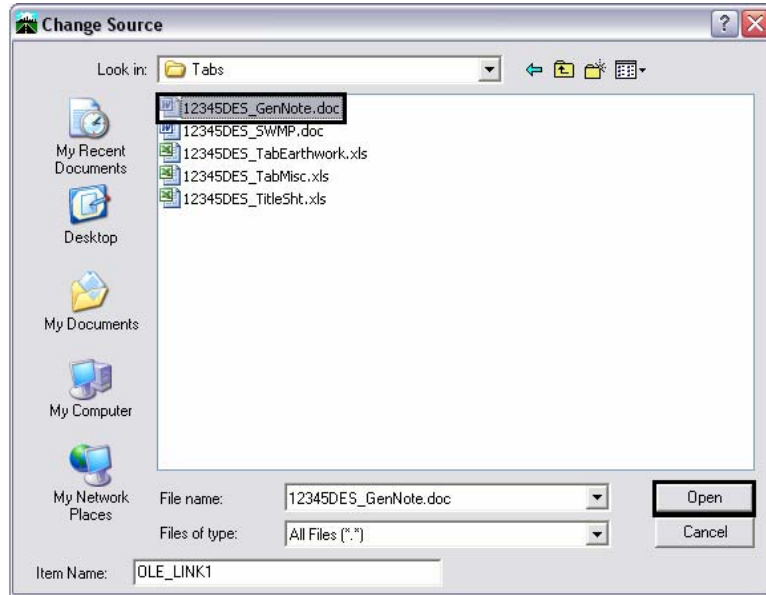 Change Source
Look in: Tabs
My Recent
Documents
Desktop
My Documents
My Computer
My Network
Places
12345DES_GenNote.doc
12345DES_SWMP.doc
12345DES_TabEarthwork.xls
12345DES_TabMisc.xls
12345DES_TitleSht.xls
File name: 12345DES_GenNote.doc Open
Files of type: All Files (*.*) Cancel
Item Name: OLE_LINK1